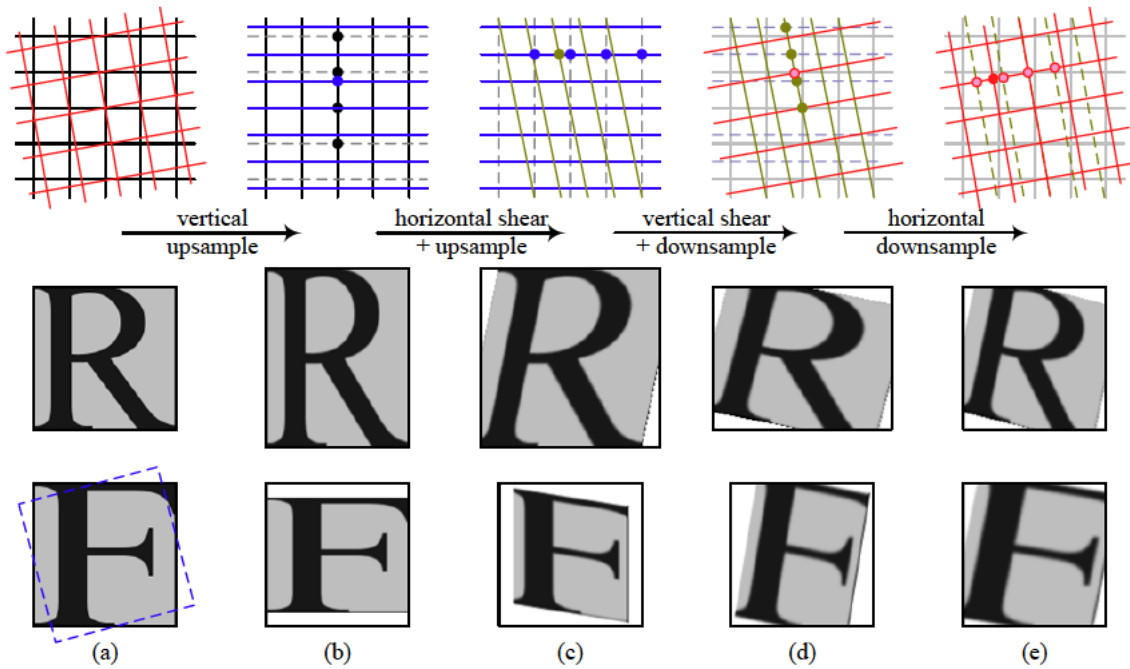 vertical
upsample
horizontal shear
+ upsample
vertical shear
+ downsample
horizontal
downsample
R R R R R
F F F F F
(a) (b) (c) (d) (e)